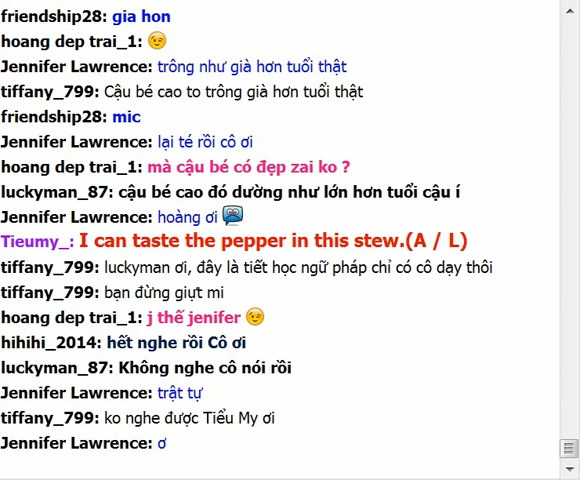 friendship28: gia hon
hoang dep trai_1: 😉
Jennifer Lawrence: trông như già hơn tuổi thật
tiffany_799: Cậu bé cao to trông già hơn tuổi thật
friendship28: mic
Jennifer Lawrence: lại té rồi cô ơi
hoang dep trai_1: mà cậu bé có đẹp zai ko ?
luckyman_87: cậu bé cao đó dường như lớn hơn tuổi cậu í
Jennifer Lawrence: hoàng ơi
Tieumy_: I can taste the pepper in this stew.(A / L)
tiffany_799: luckyman ơi, đây là tiết học ngữ pháp chỉ có cô dạy thôi
tiffany_799: bạn đừng giựt mi
hoang dep trai_1: j thế jenifer 😉
hihihi_2014: hết nghe rồi Cô ơi
luckyman_87: Không nghe cô nói rồi
Jennifer Lawrence: trật tự
tiffany_799: ko nghe được Tiểu My ơi
Jennifer Lawrence: ơ